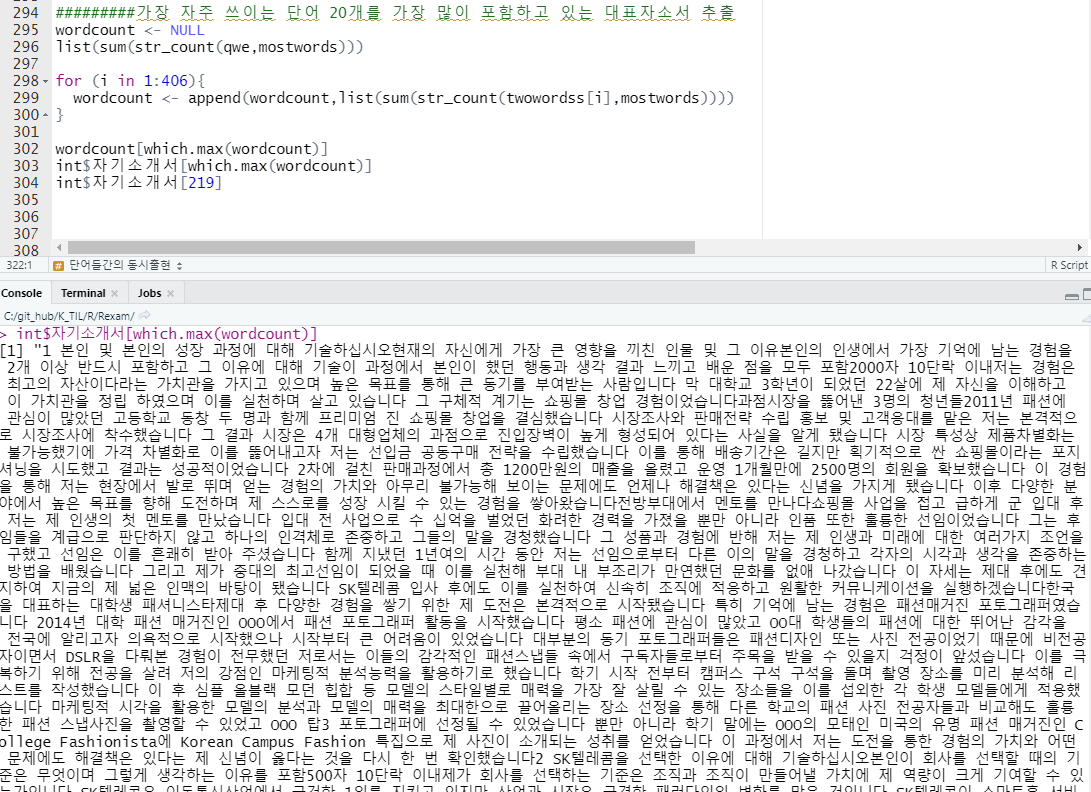 294 #########가장 자주 쓰이는 단어 20개를 가장 많이 포함하고 있는 대표자소서 추출
295 wordcount <- NULL
296 list(sum(str_count(qwe,mostwords)))
297
298 for (i in 1:406){
299 wordcount <- append(wordcount,list(sum(str_count(twowordss[i],mostwords))))
300 }
301
302 wordcount[which.max(wordcount)]
303 int$자기소개서[which.max(wordcount)]
304 int$자기소개서[219]
305
306
307
308
322:1 # 단어들간의 동시출현 R Script
Console Terminal Jobs
C:/git_hub/K_TIL/R/Rexam/
> int$자기소개서[which.max(wordcount)]
[1] "1 본인 및 본인의 성장 과정에 대해 기술하십시오현재의 자신에게 가장 큰 영향을 끼친 인물 및 그 이유본인의 인생에서 가장 기억에 남는 경험을
2개 이상 반드시 포함하고 그 이유에 대해 기술이 과정에서 본인이 했던 행동과 생각 결과 느끼고 배운 점을 모두 포함2000자 10단락 이내저는 경험은
최고의 자산이다라는 가치관을 가지고 있으며 높은 목표를 통해 큰 동기를 부여받는 사람입니다 막 대학교 3학년이 되었던 22살에 제 자신을 이해하고
이 가치관을 정립 하였으며 이를 실천하며 살고 있습니다 그 구체적 계기는 쇼핑몰 창업 경험이었습니다과점시장을 뚫어낸 3명의 청년들2011년 패션에
관심이 많았던 고등학교 동창 두 명과 함께 프리미엄 진 쇼핑몰 창업을 결심했습니다 시장조사와 판매전략 수립 홍보 및 고객응대를 맡은 저는 본격적으
로 시장조사에 착수했습니다 그 결과 시장은 4개 대형업체의 과점으로 진입장벽이 높게 형성되어 있다는 사실을 알게 됐습니다 시장 특성상 제품차별화는
불가능했기에 가격 차별화로 이를 뚫어내고자 저는 선입금 공동구매 전략을 수립했습니다 이를 통해 배송기간은 길지만 획기적으로 싼 쇼핑몰이라는 포지
셔닝을 시도했고 결과는 성공적이었습니다 2차에 걸친 판매과정에서 총 1200만원의 매출을 올렸고 운영 1개월만에 2500명의 회원을 확보했습니다 이 경험
을 통해 저는 현장에서 발로 뛰며 얻는 경험의 가치와 아무리 불가능해 보이는 문제에도 언제나 해결책은 있다는 신념을 가지게 됐습니다 이후 다양한 분
야에서 높은 목표를 향해 도전하며 제 스스로를 성장 시킬 수 있는 경험을 쌓아왔습니다전방부대에서 멘토를 만나다쇼핑몰 사업을 접고 급하게 군 입대 후
저는 제 인생의 첫 멘토를 만났습니다 입대 전 사업으로 수 십억을 벌었던 화려한 경력을 가졌을 뿐만 아니라 인품 또한 훌륭한 선임이었습니다 그는 후
임들을 계급으로 판단하지 않고 하나의 인격체로 존중하고 그들의 말을 경청했습니다 그 성품과 경험에 반해 저는 제 인생과 미래에 대한 여러가지 조언을
구했고 선임은 이를 흔쾌히 받아 주셨습니다 함께 지냈던 1년여의 시간 동안 저는 선임으로부터 다른 이의 말을 경청하고 각자의 시각과 생각을 존중하는
방법을 배웠습니다 그리고 제가 중대의 최고선임이 되었을 때 이를 실천해 부대 내 부조리가 만연했던 문화를 없애 나갔습니다 이 자세는 제대 후에도 견
지하여 지금의 제 넓은 인맥의 바탕이 됐습니다 SK텔레콤 입사 후에도 이를 실천하여 신속히 조직에 적응하고 원활한 커뮤니케이션을 실행하겠습니다한국
을 대표하는 대학생 패셔니스타제대 후 다양한 경험을 쌓기 위한 제 도전은 본격적으로 시작됐습니다 특히 기억에 남는 경험은 패션매거진 포토그래퍼였습
니다 2014년 대학 패션 매거진인 OOO에서 패션 포토그래퍼 활동을 시작했습니다 평소 패션에 관심이 많았고 OO대 학생들의 패션에 대한 뛰어난 감각을
전국에 알리고자 의욕적으로 시작했으나 시작부터 큰 어려움이 있었습니다 대부분의 동기 포토그래퍼들은 패션디자인 또는 사진 전공이었기 때문에 비전공
자이면서 DSLR을 다뤄본 경험이 전무했던 저로서는 이들의 감각적인 패션스냅들 속에서 구독자들로부터 주목을 받을 수 있을지 걱정이 앞섰습니다 이를 극
복하기 위해 전공을 살려 저의 강점인 마케팅적 분석능력을 활용하기로 했습니다 학기 시작 전부터 캠퍼스 구석 구석을 돌며 촬영 장소를 미리 분석해 리
스트를 작성했습니다 이 후 심플 올블랙 모던 힙합 등 모델의 스타일별로 매력을 가장 잘 살릴 수 있는 장소들을 이를 섭외한 각 학생 모델들에게 적용했
습니다 마케팅적 시각을 활용한 모델의 분석과 모델의 매력을 최대한으로 끌어올리는 장소 선정을 통해 다른 학교의 패션 사진 전공자들과 비교해도 훌륭
한 패션 스냅사진을 촬영할 수 있었고 OOO 탑3 포토그래퍼에 선정될 수 있었습니다 뿐만 아니라 학기 말에는 OOO의 모태인 미국의 유명 패션 매거진인 C
ollege Fashionista에 Korean Campus Fashion 특집으로 제 사진이 소개되는 성취를 얻었습니다 이 과정에서 저는 도전을 통한 경험의 가치와 어떤
문제에도 해결책은 있다는 제 신념이 옳다는 것을 다시 한 번 확인했습니다2 SK텔레콤을 선택한 이유에 대해 기술하십시오본인이 회사를 선택할 때의 기
준은 무엇이며 그렇게 생각하는 이유를 포함500자 10단락 이내제가 회사를 선택하는 기준은 조직과 조직이 만들어낼 가치에 제 역량이 크게 기여할 수 있